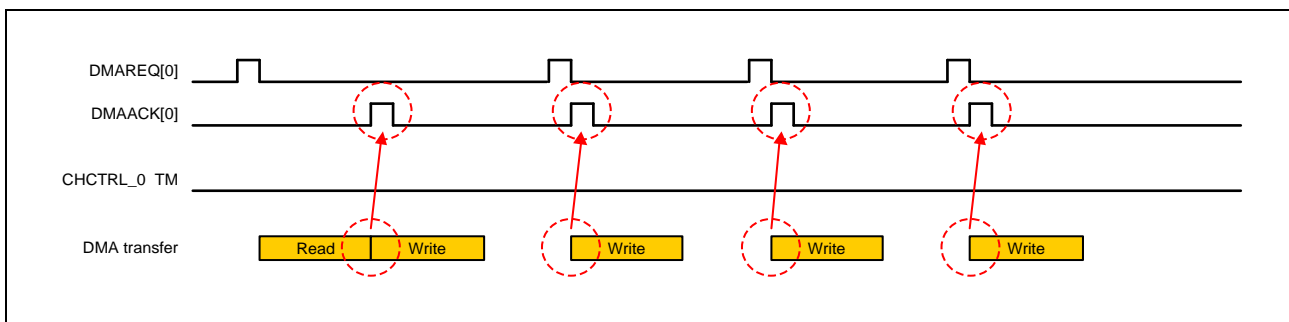 DMAREQ[0]
DMAACK[0]
CHCTRL_0 TM
DMA transfer
Read
Write
Write
Write
Write